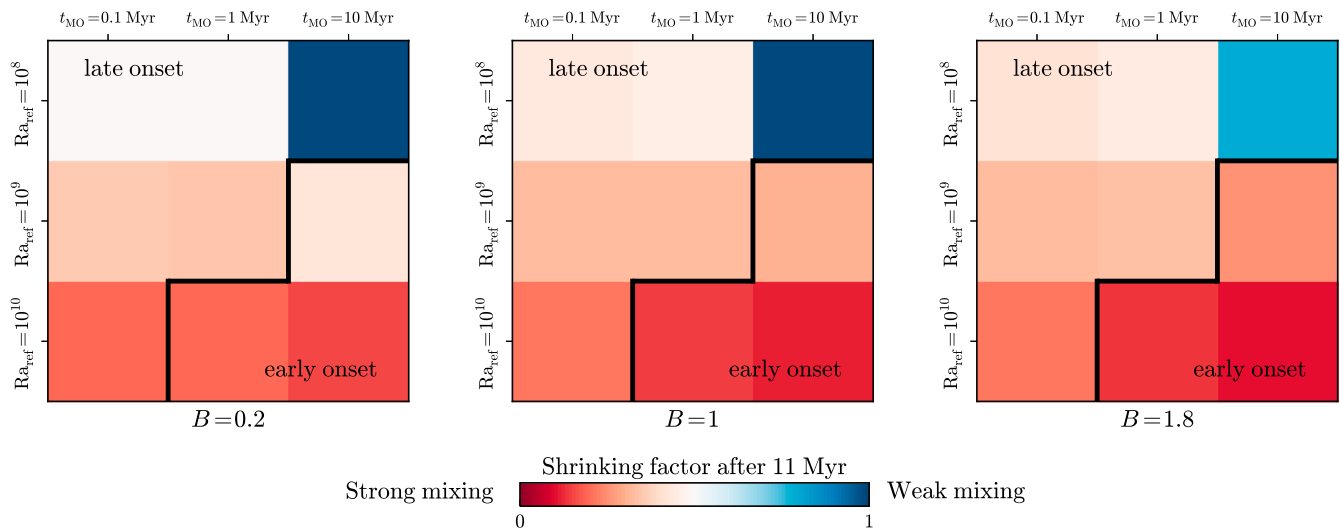 t_MO = 0.1 Myr t_MO = 1 Myr t_MO = 10 Myr
late onset
Ra_ref = 10^8
Ra_ref = 10^9
Ra_ref = 10^10
early onset
B = 0.2
t_MO = 0.1 Myr t_MO = 1 Myr t_MO = 10 Myr
late onset
Ra_ref = 10^8
Ra_ref = 10^9
Ra_ref = 10^10
early onset
B = 1
t_MO = 0.1 Myr t_MO = 1 Myr t_MO = 10 Myr
late onset
Ra_ref = 10^8
Ra_ref = 10^9
Ra_ref = 10^10
early onset
B = 1.8
Shrinking factor after 11 Myr
Strong mixing Weak mixing
0 1